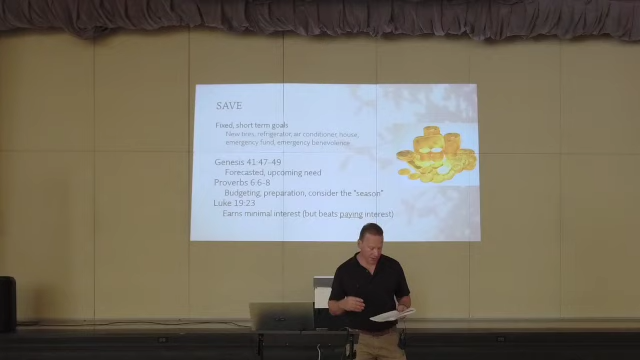 SAVE
Fixed, short term goals
New tires, refrigerator, air conditioner, house,
emergency fund, emergency benevolence
Genesis 41:47-49
Forecasted, upcoming need
Proverbs 6:6-8
Budgeting, preparation, consider the "season"
Luke 19:23
Earns minimal interest (but beats paying interest)